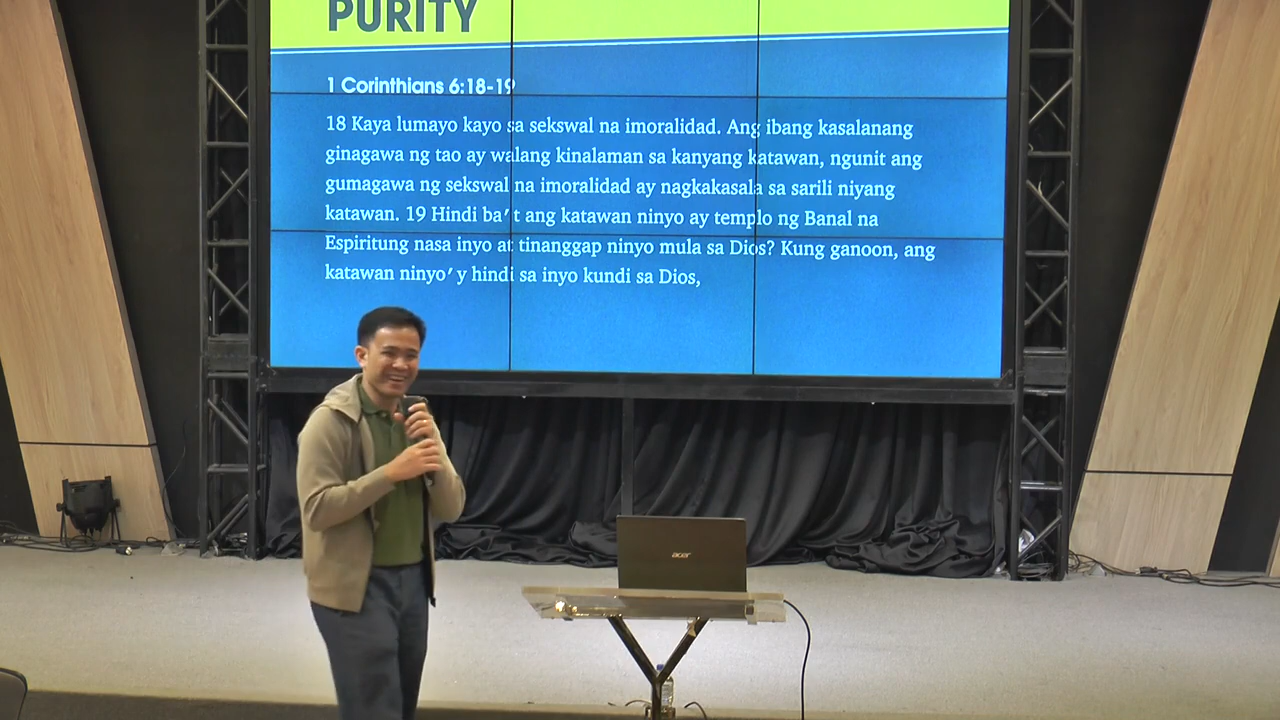 PURITY
1 Corinthians 6:18-19
18 Kaya lumayo kayo sa sekswal na imoralidad. Ang ibang kasalanang
ginagawa ng tao ay walang kinalaman sa kanyang katawan, ngunit ang
gumagawa ng sekswal na imoralidad ay nagkakasala sa sarili niyang
katawan. 19 Hindi ba’t ang katawan ninyo ay templo ng Banal na
Espiritung nasa inyo at tinanggap ninyo mula sa Dios? Kung ganoon, ang
katawan ninyo’y hindi sa inyo kundi sa Dios,
acer